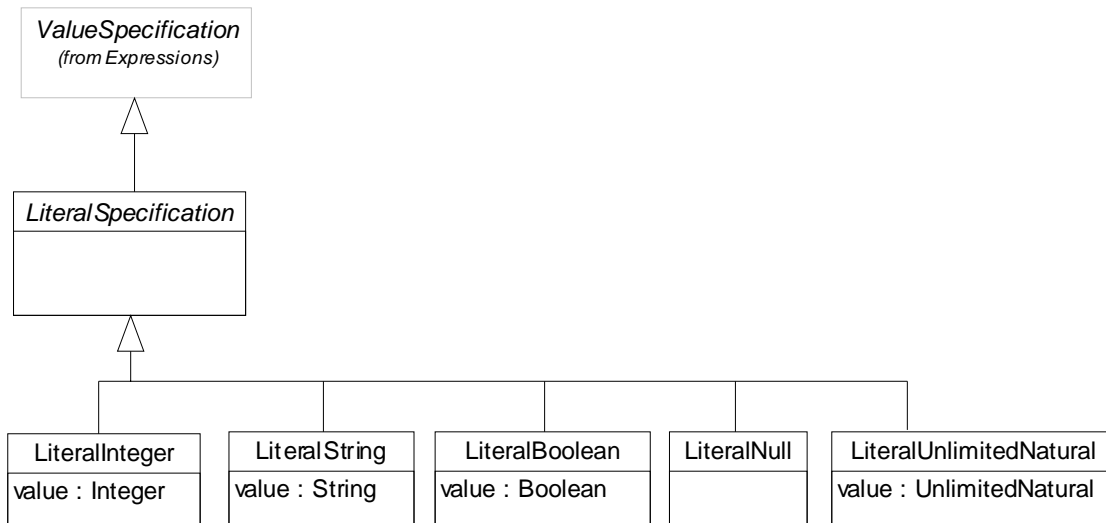 ValueSpecification
(from Expressions)
LiteralSpecification
LiteralInteger
value : Integer
LiteralString
value : String
LiteralBoolean
value : Boolean
LiteralNull
LiteralUnlimitedNatural
value : UnlimitedNatural